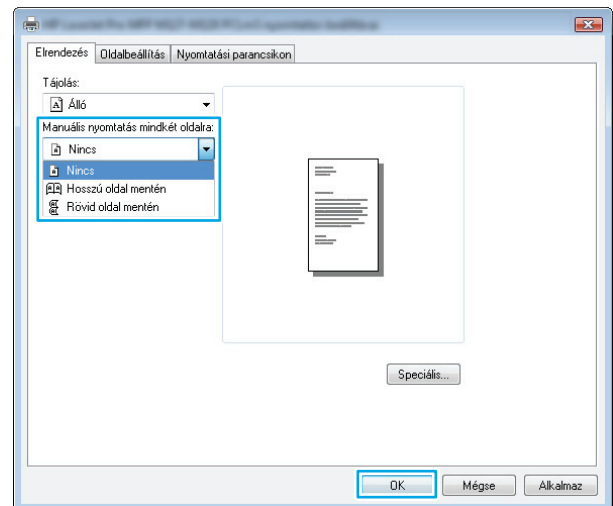 Elrendezés Oldalbeállítás Nyomtatási parancsikon
Tájolás:
Álló
Manuális nyomtatás mindkét oldalra:
Nincs
Nincs
Hosszú oldal mentén
Rövid oldal mentén
Speciális...
OK Mégse Alkalmaz